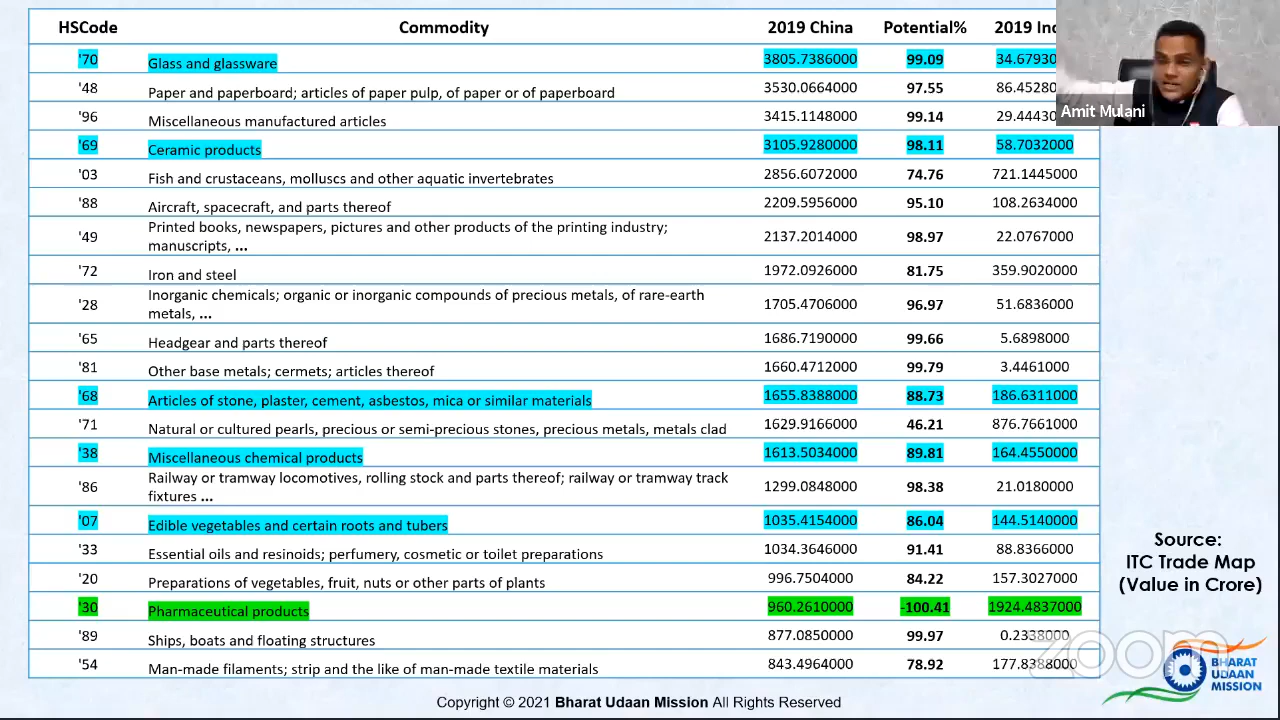 HSCode Commodity 2019 China Potential% 2019
'70 Glass and glassware 3805.7386000 99.09
'48 Paper and paperboard; articles of paper pulp, of paper or of paperboard 3530.0664000 97.55
'96 Miscellaneous manufactured articles 3415.1148000 99.14
Amit Mulani
'69 Ceramic products 3105.9280000 98.11 58.7032000
'03 Fish and crustaceans, molluscs and other aquatic invertebrates 2856.6072000 74.76 721.1445000
'88 Aircraft, spacecraft, and parts thereof 2209.5956000 95.10 108.2634000
'49 Printed books, newspapers, pictures and other products of the printing industry; 2137.2014000 98.97 22.0767000
manuscripts, ...
'72 Iron and steel 1972.0926000 81.75 359.9020000
'28 Inorganic chemicals; organic or inorganic compounds of precious metals, of rare-earth 1705.4706000 96.97 51.6836000
metals, ...
'65 Headgear and parts thereof 1686.7190000 99.66 5.6898000
'81 Other base metals; cermets; articles thereof 1660.4712000 99.79 3.4461000
'68 Articles of stone, plaster, cement, asbestos, mica or similar materials 1655.8388000 88.73 186.6311000
'71 Natural or cultured pearls, precious or semi-precious stones, precious metals, metals clad 1629.9166000 46.21 876.7661000
'38 Miscellaneous chemical products 1613.5034000 89.81 164.4550000
'86 Railway or tramway locomotives, rolling stock and parts thereof; railway or tramway track 1299.0848000 98.38 21.0180000
fixtures ...
'07 Edible vegetables and certain roots and tubers 1035.4154000 86.04 144.5140000
'33 Essential oils and resinoids; perfumery, cosmetic or toilet preparations 1034.3646000 91.41 88.8366000
'20 Preparations of vegetables, fruit, nuts or other parts of plants 996.7504000 84.22 157.3027000
'30 Pharmaceutical products 960.2610000 -100.41 1924.4837000
'89 Ships, boats and floating structures 877.0850000 99.97 0.2338000
'54 Man-made filaments; strip and the like of man-made textile materials 843.4964000 78.92 177.8388000
Source:
ITC Trade Map
(Value in Crore)
zoom
BHARAT
UDAAN
MISSION
Copyright © 2021 Bharat Udaan Mission All Rights Reserved